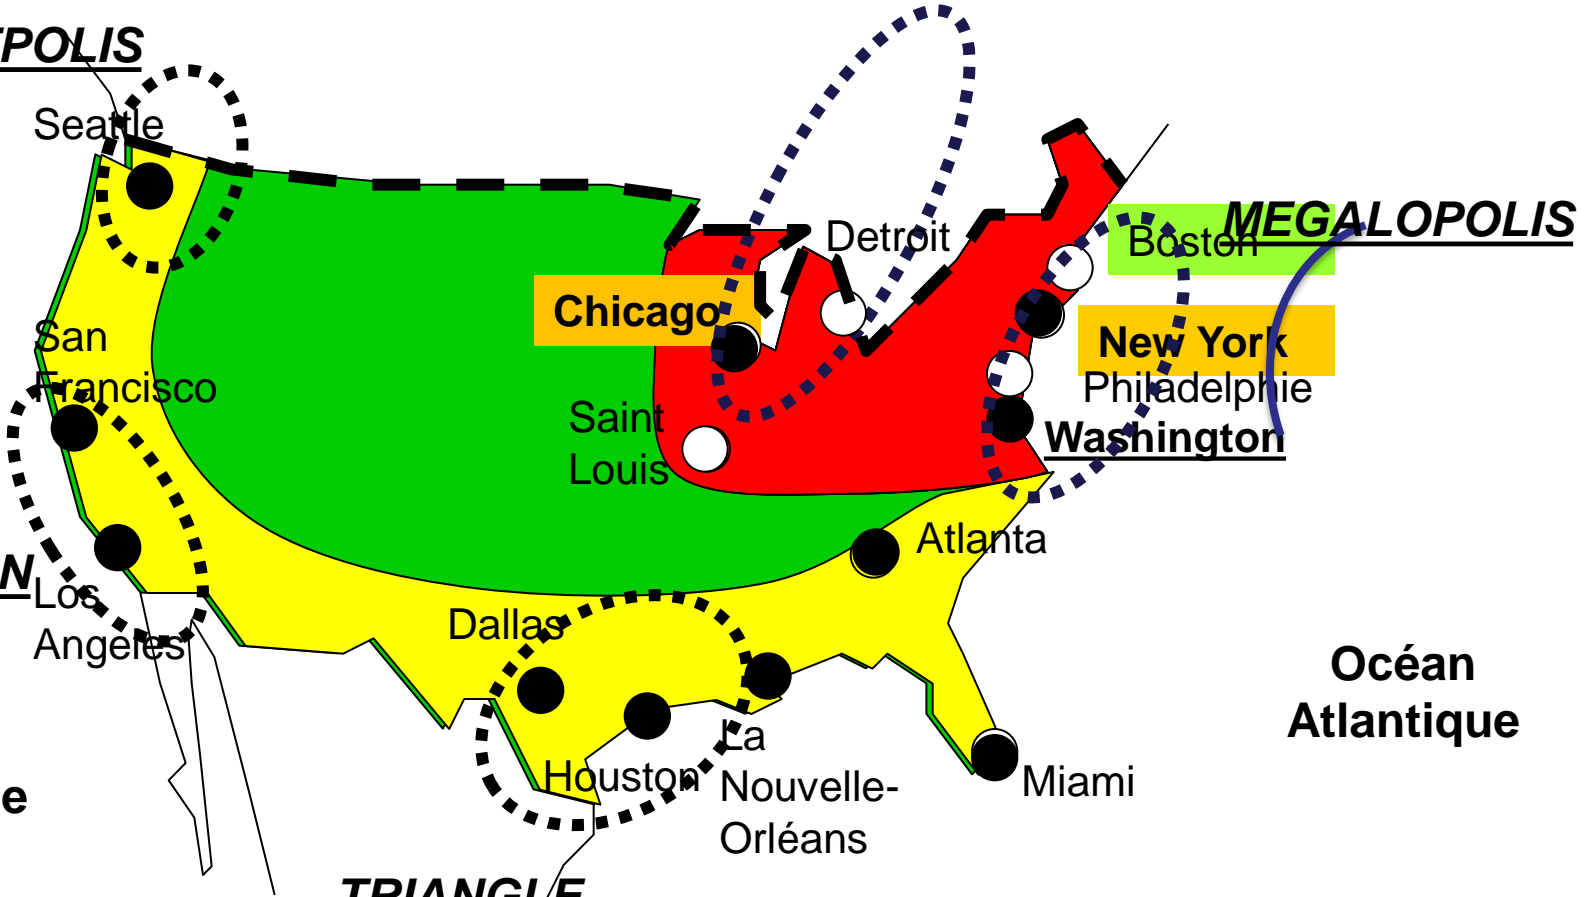 POLIS
Seattle
MEGALOPOLIS
Detroit
Boston
Chicago
New York
San
Francisco
Philadelphie
Saint
Louis
Washington
Atlanta
N
Los
Angeles
Dallas
Océan
Atlantique
La
Nouvelle-
Orléans
Houston
Miami
e
TRIANGLE